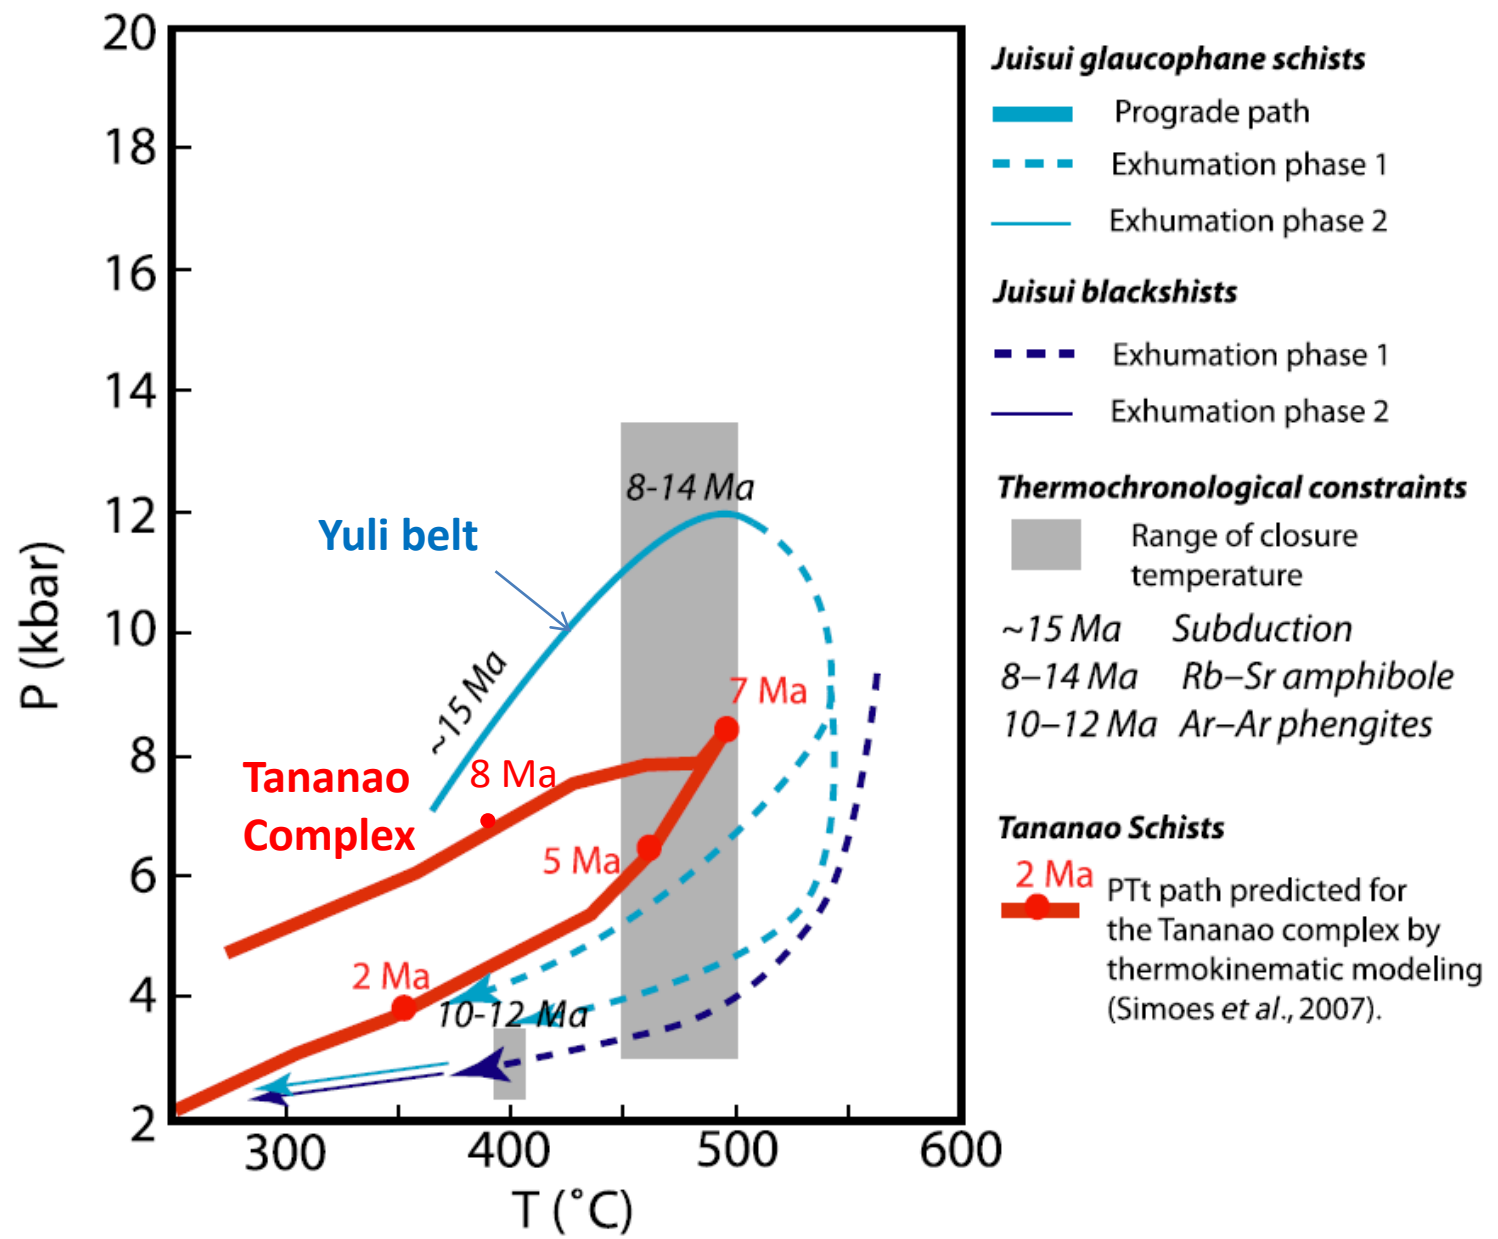 20
18
16
14
12
10
8
6
4
2
P (kbar)
300
400
500
600
T (˚C)
8-14 Ma
Yuli belt
~15 Ma
7 Ma
Tananao
Complex
8 Ma
5 Ma
2 Ma
10-12 Ma
Juisui glaucophane schists
Prograde path
Exhumation phase 1
Exhumation phase 2
Juisui blackshists
Exhumation phase 1
Exhumation phase 2
Thermochronological constraints
Range of closure
temperature
~15 Ma Subduction
8–14 Ma Rb–Sr amphibole
10–12 Ma Ar–Ar phengites
Tananao Schists
2 Ma
PTt path predicted for
the Tananao complex by
thermokinematic modeling
(Simoes et al., 2007).